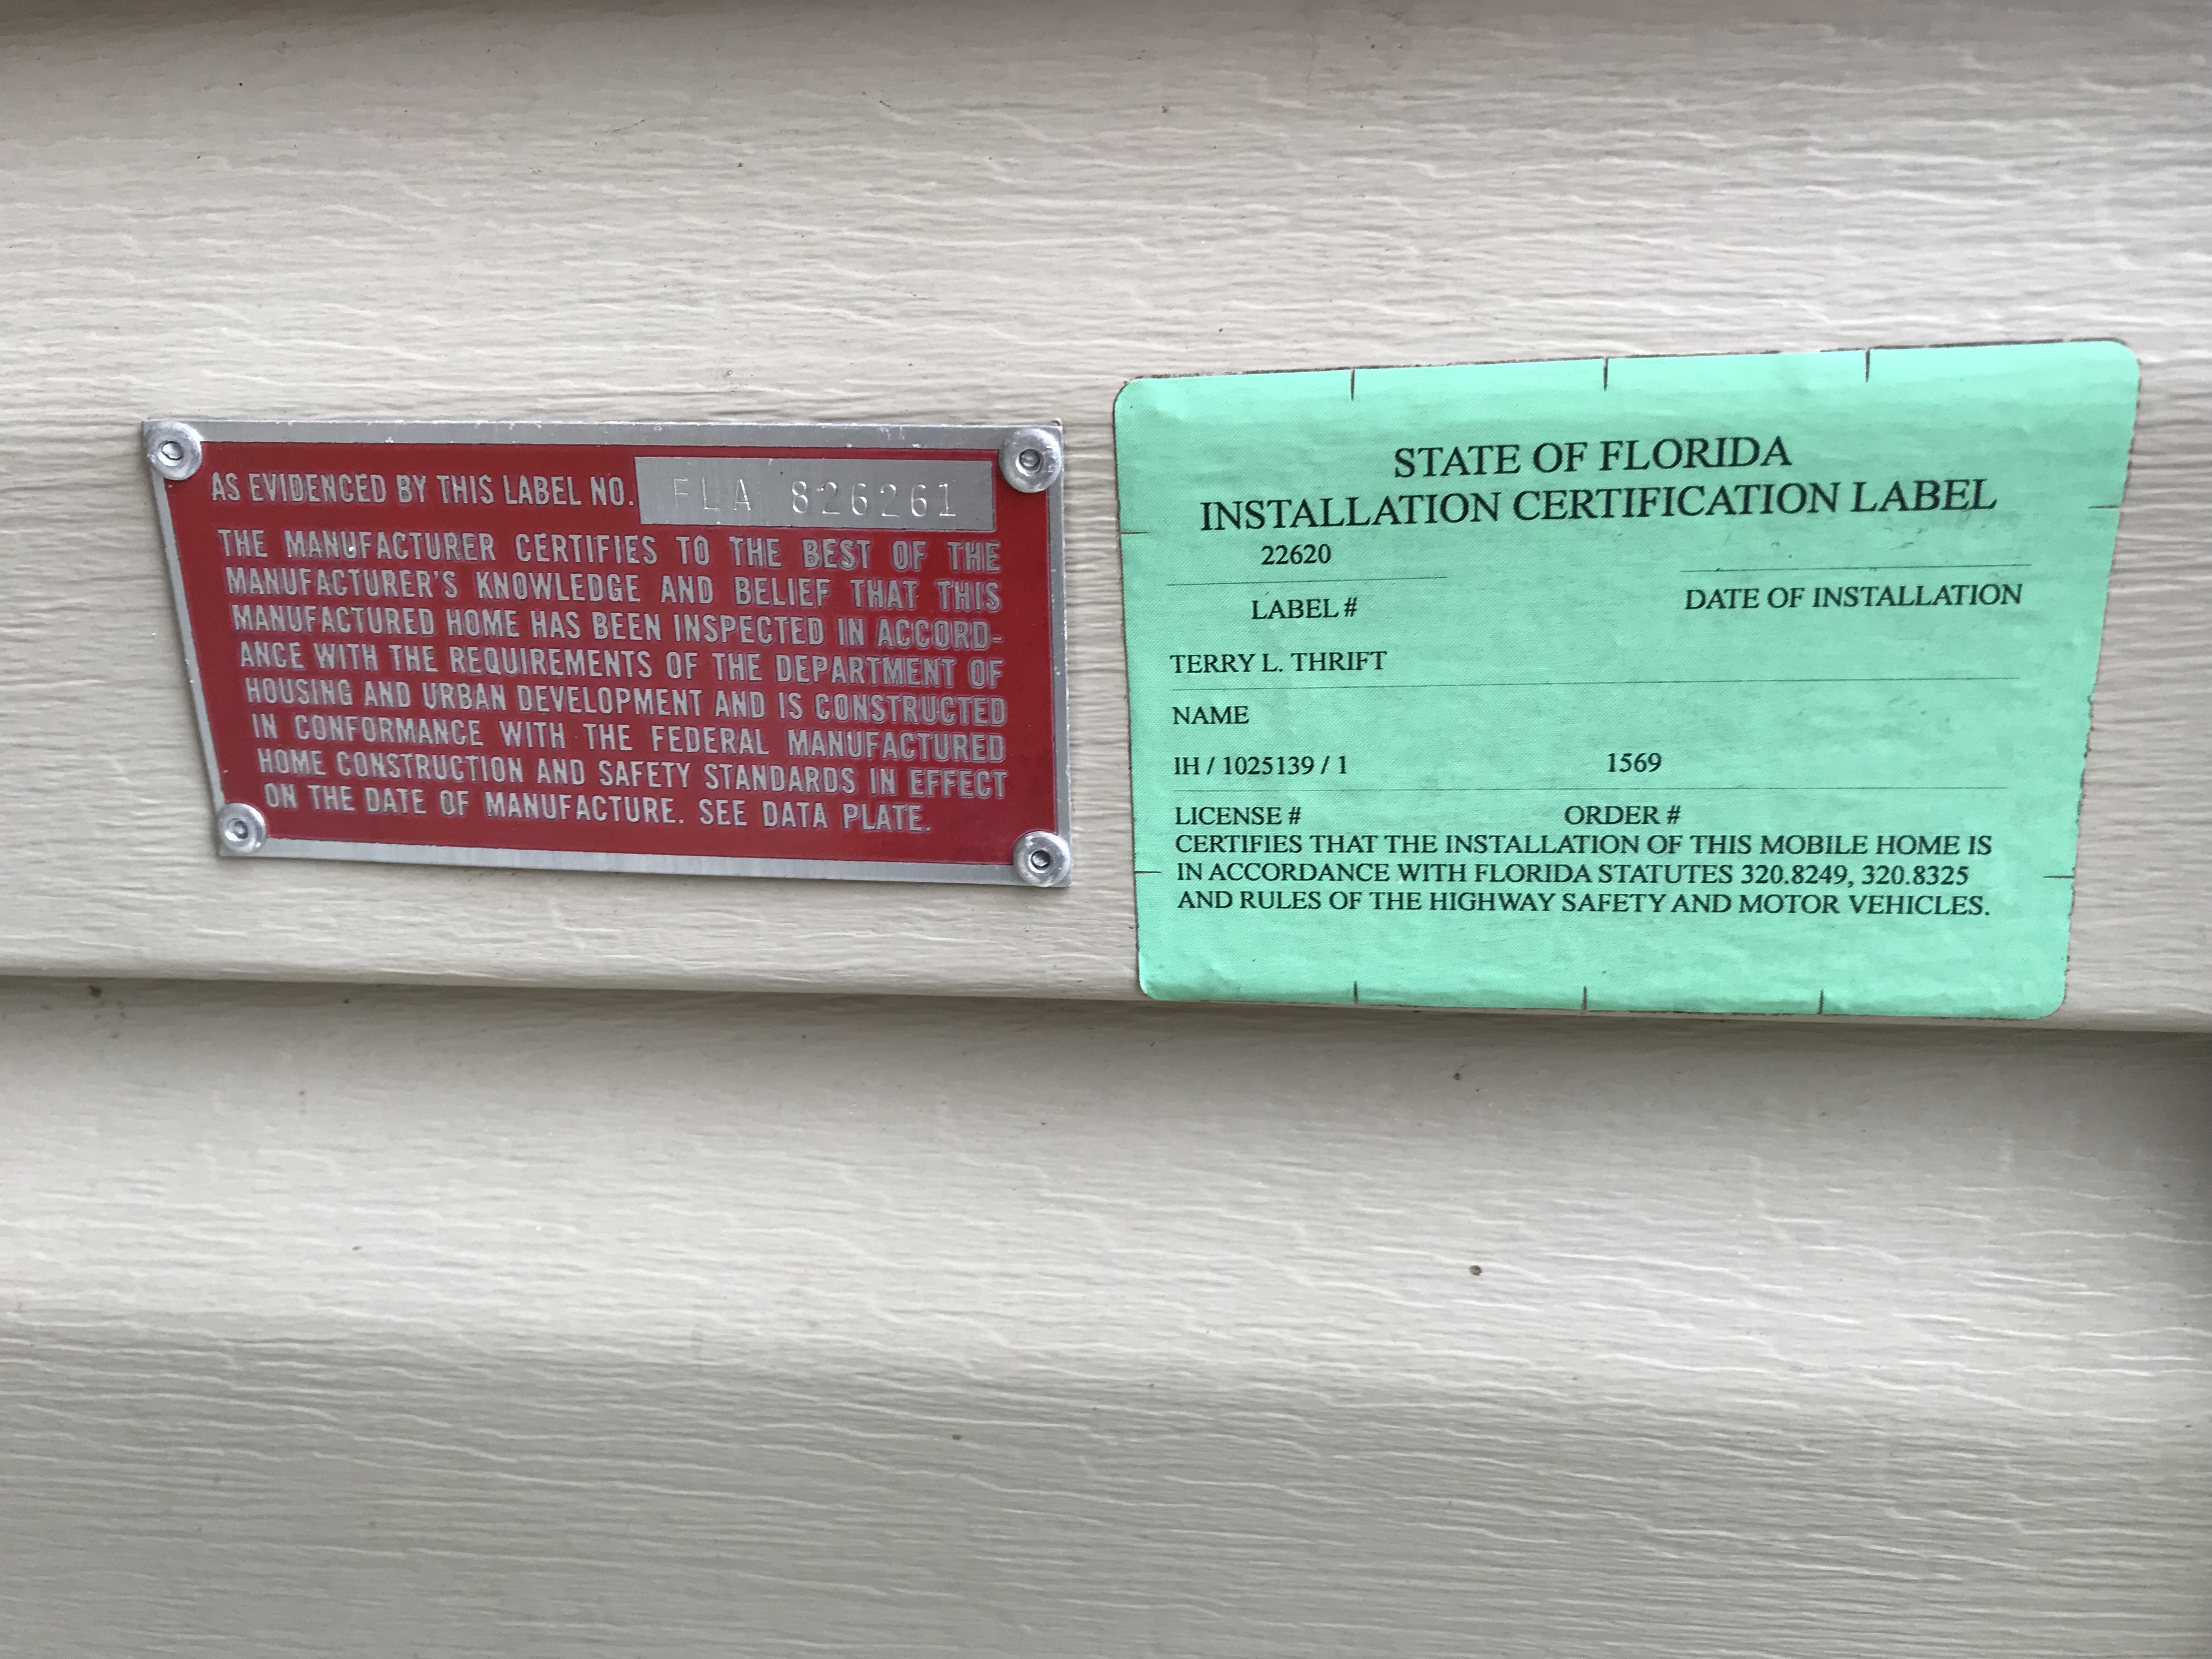 AS EVIDENCED BY THIS LABEL NO. FLA 826261
THE MANUFACTURER CERTIFIES TO THE BEST OF THE
MANUFACTURER'S KNOWLEDGE AND BELIEF THAT THIS
MANUFACTURED HOME HAS BEEN INSPECTED IN ACCORD-
ANCE WITH THE REQUIREMENTS OF THE DEPARTMENT OF
HOUSING AND URBAN DEVELOPMENT AND IS CONSTRUCTED
IN CONFORMANCE WITH THE FEDERAL MANUFACTURED
HOME CONSTRUCTION AND SAFETY STANDARDS IN EFFECT
ON THE DATE OF MANUFACTURE. SEE DATA PLATE.
STATE OF FLORIDA
INSTALLATION CERTIFICATION LABEL
22620
LABEL # DATE OF INSTALLATION
TERRY L. THRIFT
NAME
IH / 1025139 / 1 1569
LICENSE # ORDER #
CERTIFIES THAT THE INSTALLATION OF THIS MOBILE HOME IS
IN ACCORDANCE WITH FLORIDA STATUTES 320.8249, 320.8325
AND RULES OF THE HIGHWAY SAFETY AND MOTOR VEHICLES.